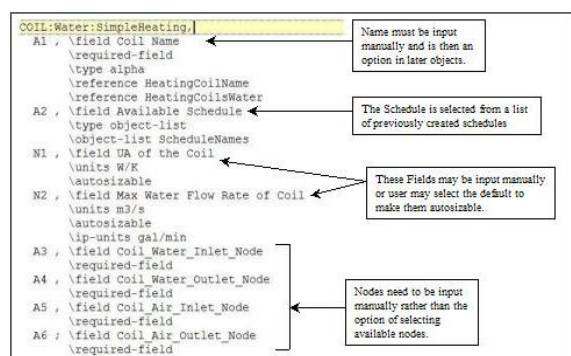 COIL:Water:SimpleHeating,
A1 , \field Coil Name
\required-field
\type alpha
\reference HeatingCoilName
\reference HeatingCoilsWater
A2 , \field Available Schedule
\type object-list
\object-list ScheduleNames
N1 , \field UA of the Coil
\units W/K
\autosizable
N2 , \field Max Water Flow Rate of Coil
\units m3/s
\autosizable
\ip-units gal/min
A3 , \field Coil_Water_Inlet_Node
\required-field
A4 , \field Coil_Water_Outlet_Node
\required-field
A5 , \field Coil_Air_Inlet_Node
\required-field
A6 ; \field Coil_Air_Outlet_Node
\required-field
Name must be input
manually and is then an
option in later objects.
The Schedule is selected from a list
of previously created schedules
These Fields may be input manually
or user may select the default to
make them autosizable.
Nodes need to be input
manually rather than the
option of selecting
available nodes.